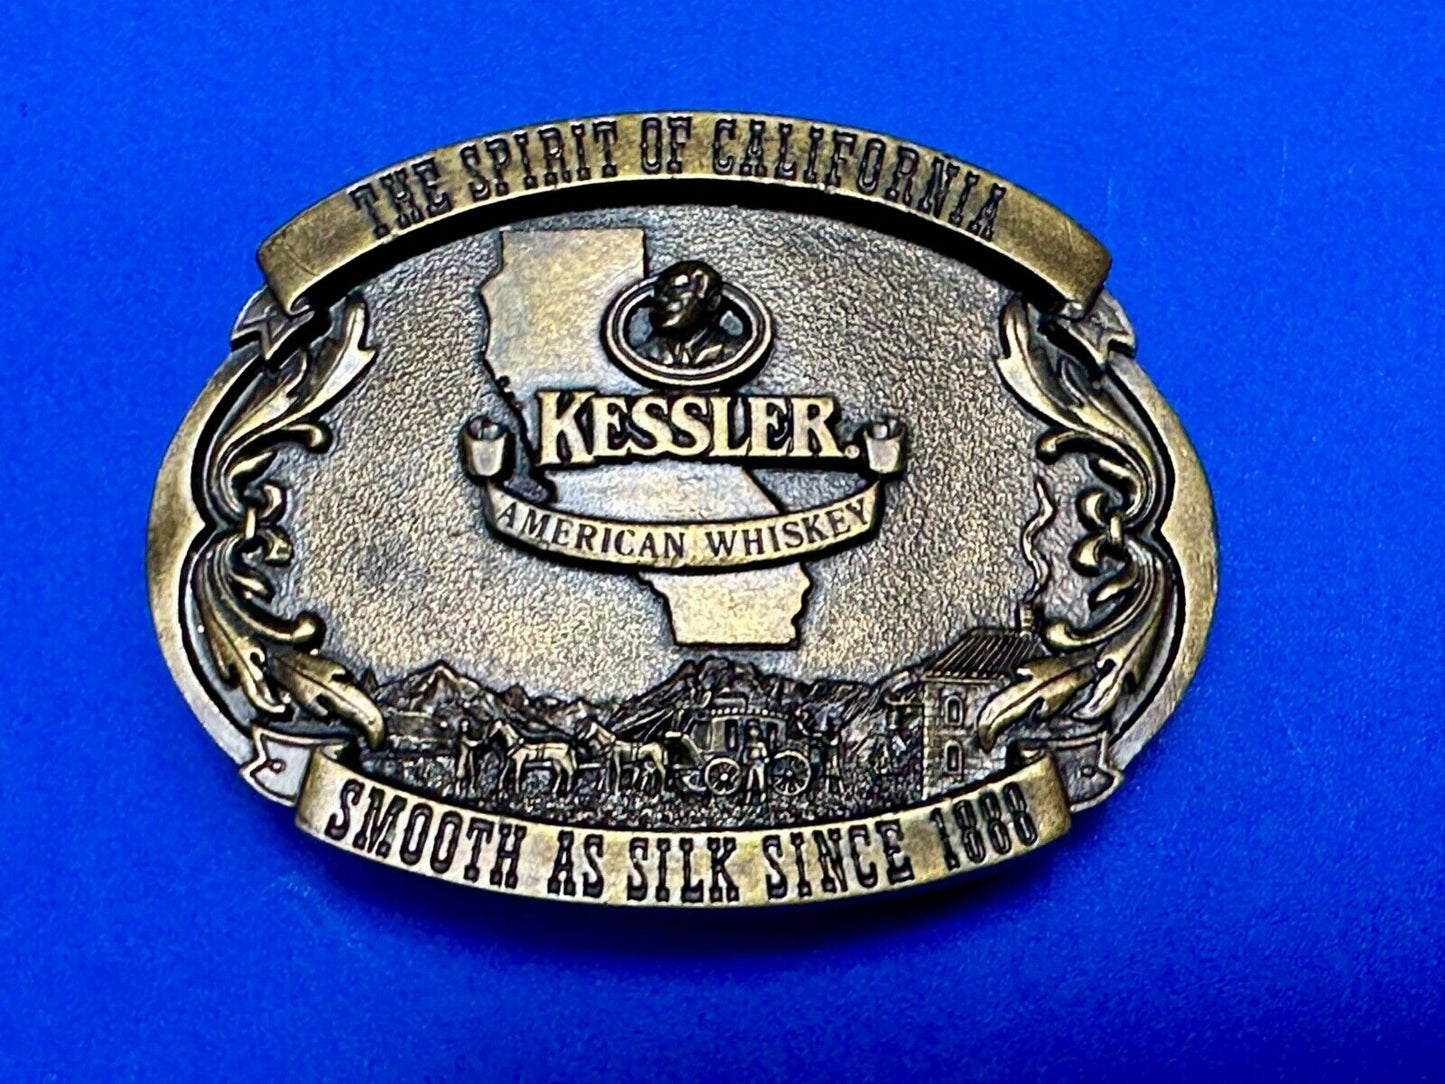 THE SPIRIT OF CALIFORNIA
KESSLER®
AMERICAN WHISKEY
SMOOTH AS SILK SINCE 1888